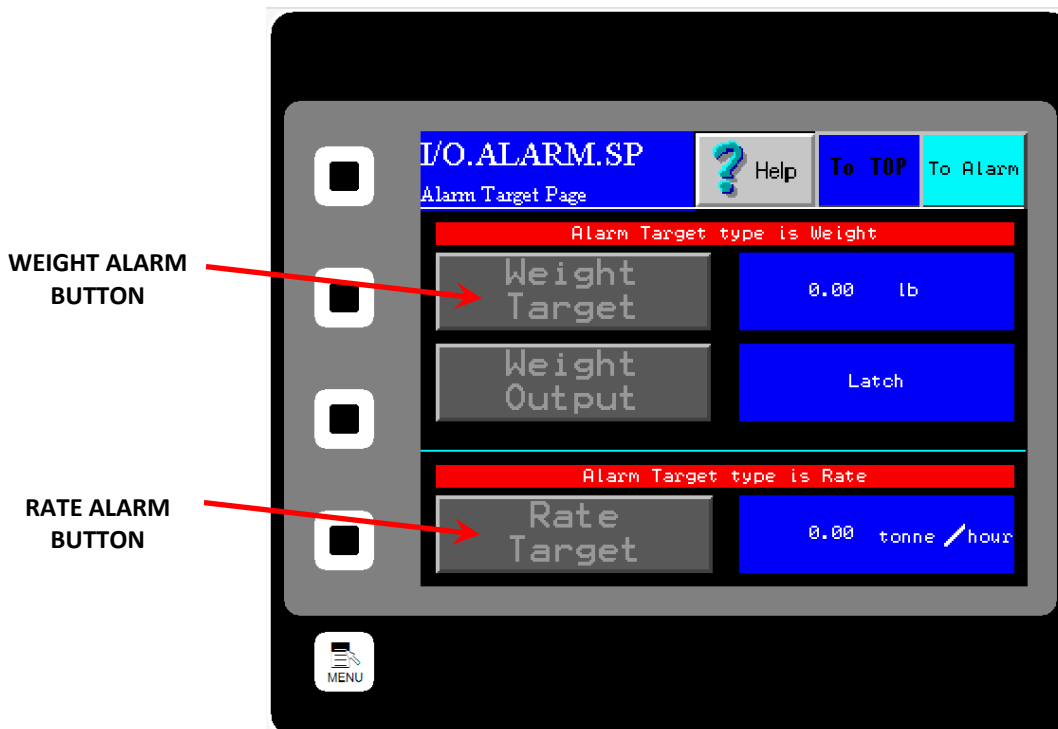 I/O.ALARM.SP
Alarm Target Page
Help
To TOP
To Alarm
Alarm Target type is Weight
WEIGHT ALARM
BUTTON
Weight
Target
0.00 lb
Weight
Output
Latch
Alarm Target type is Rate
RATE ALARM
BUTTON
Rate
Target
0.00 tonne /hour
MENU